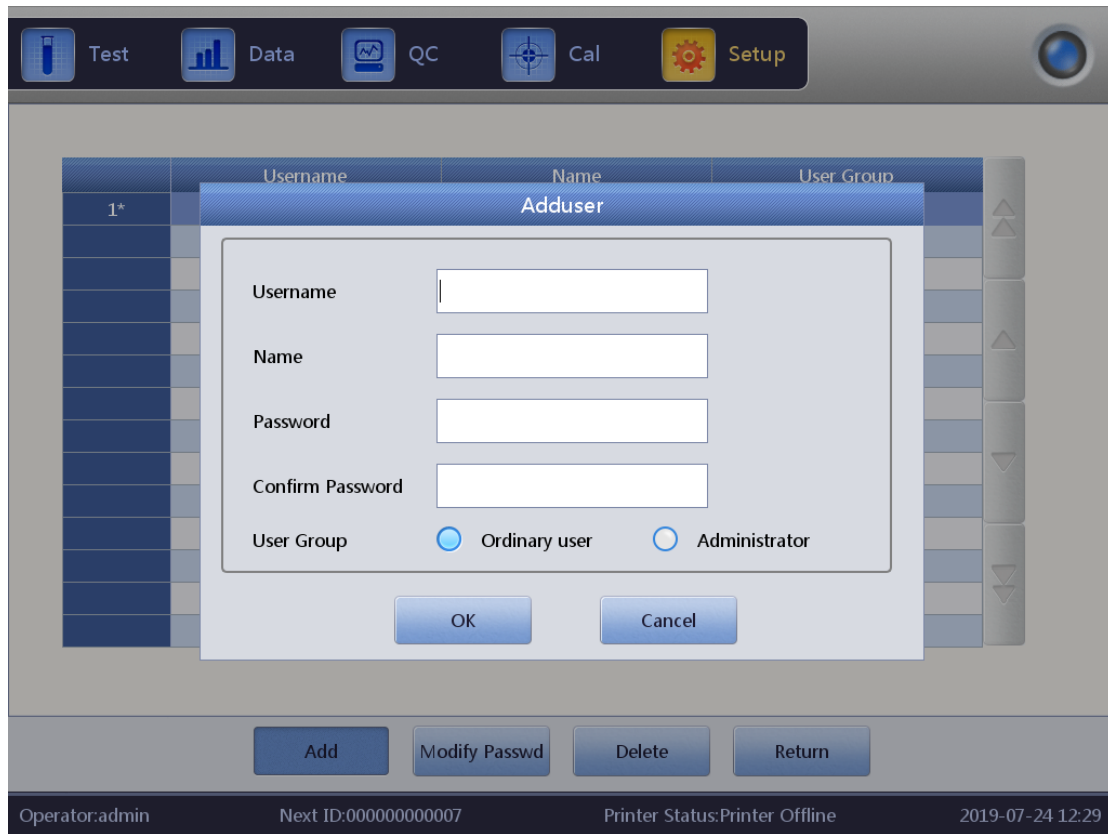 Test Data QC Cal Setup
Username Name User Group
1*
Adduser
Username
Name
Password
Confirm Password
User Group Ordinary user Administrator
OK Cancel
Add Modify Passwd Delete Return
Operator:admin Next ID:000000000007 Printer Status:Printer Offline 2019-07-24 12:29